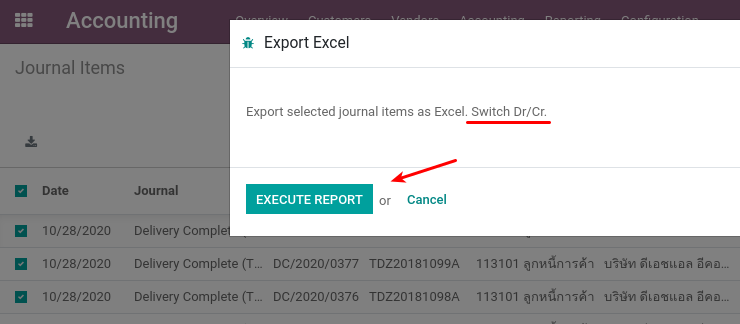 Accounting
Overview Customers Vendors Accounting Reporting Configuration
Export Excel
Journal Items
Export selected journal items as Excel. Switch Dr/Cr.
Date Journal
EXECUTE REPORT or Cancel
10/28/2020 Delivery Complete
10/28/2020 Delivery Complete (T... DC/2020/0377 TDZ20181099A 113101 ลูกหนี้การค้า บริษัท ดีเอชแอล อีคอ...
10/28/2020 Delivery Complete (T... DC/2020/0376 TDZ20181098A 113101 ลูกหนี้การค้า บริษัท ดีเอชแอล อีคอ...